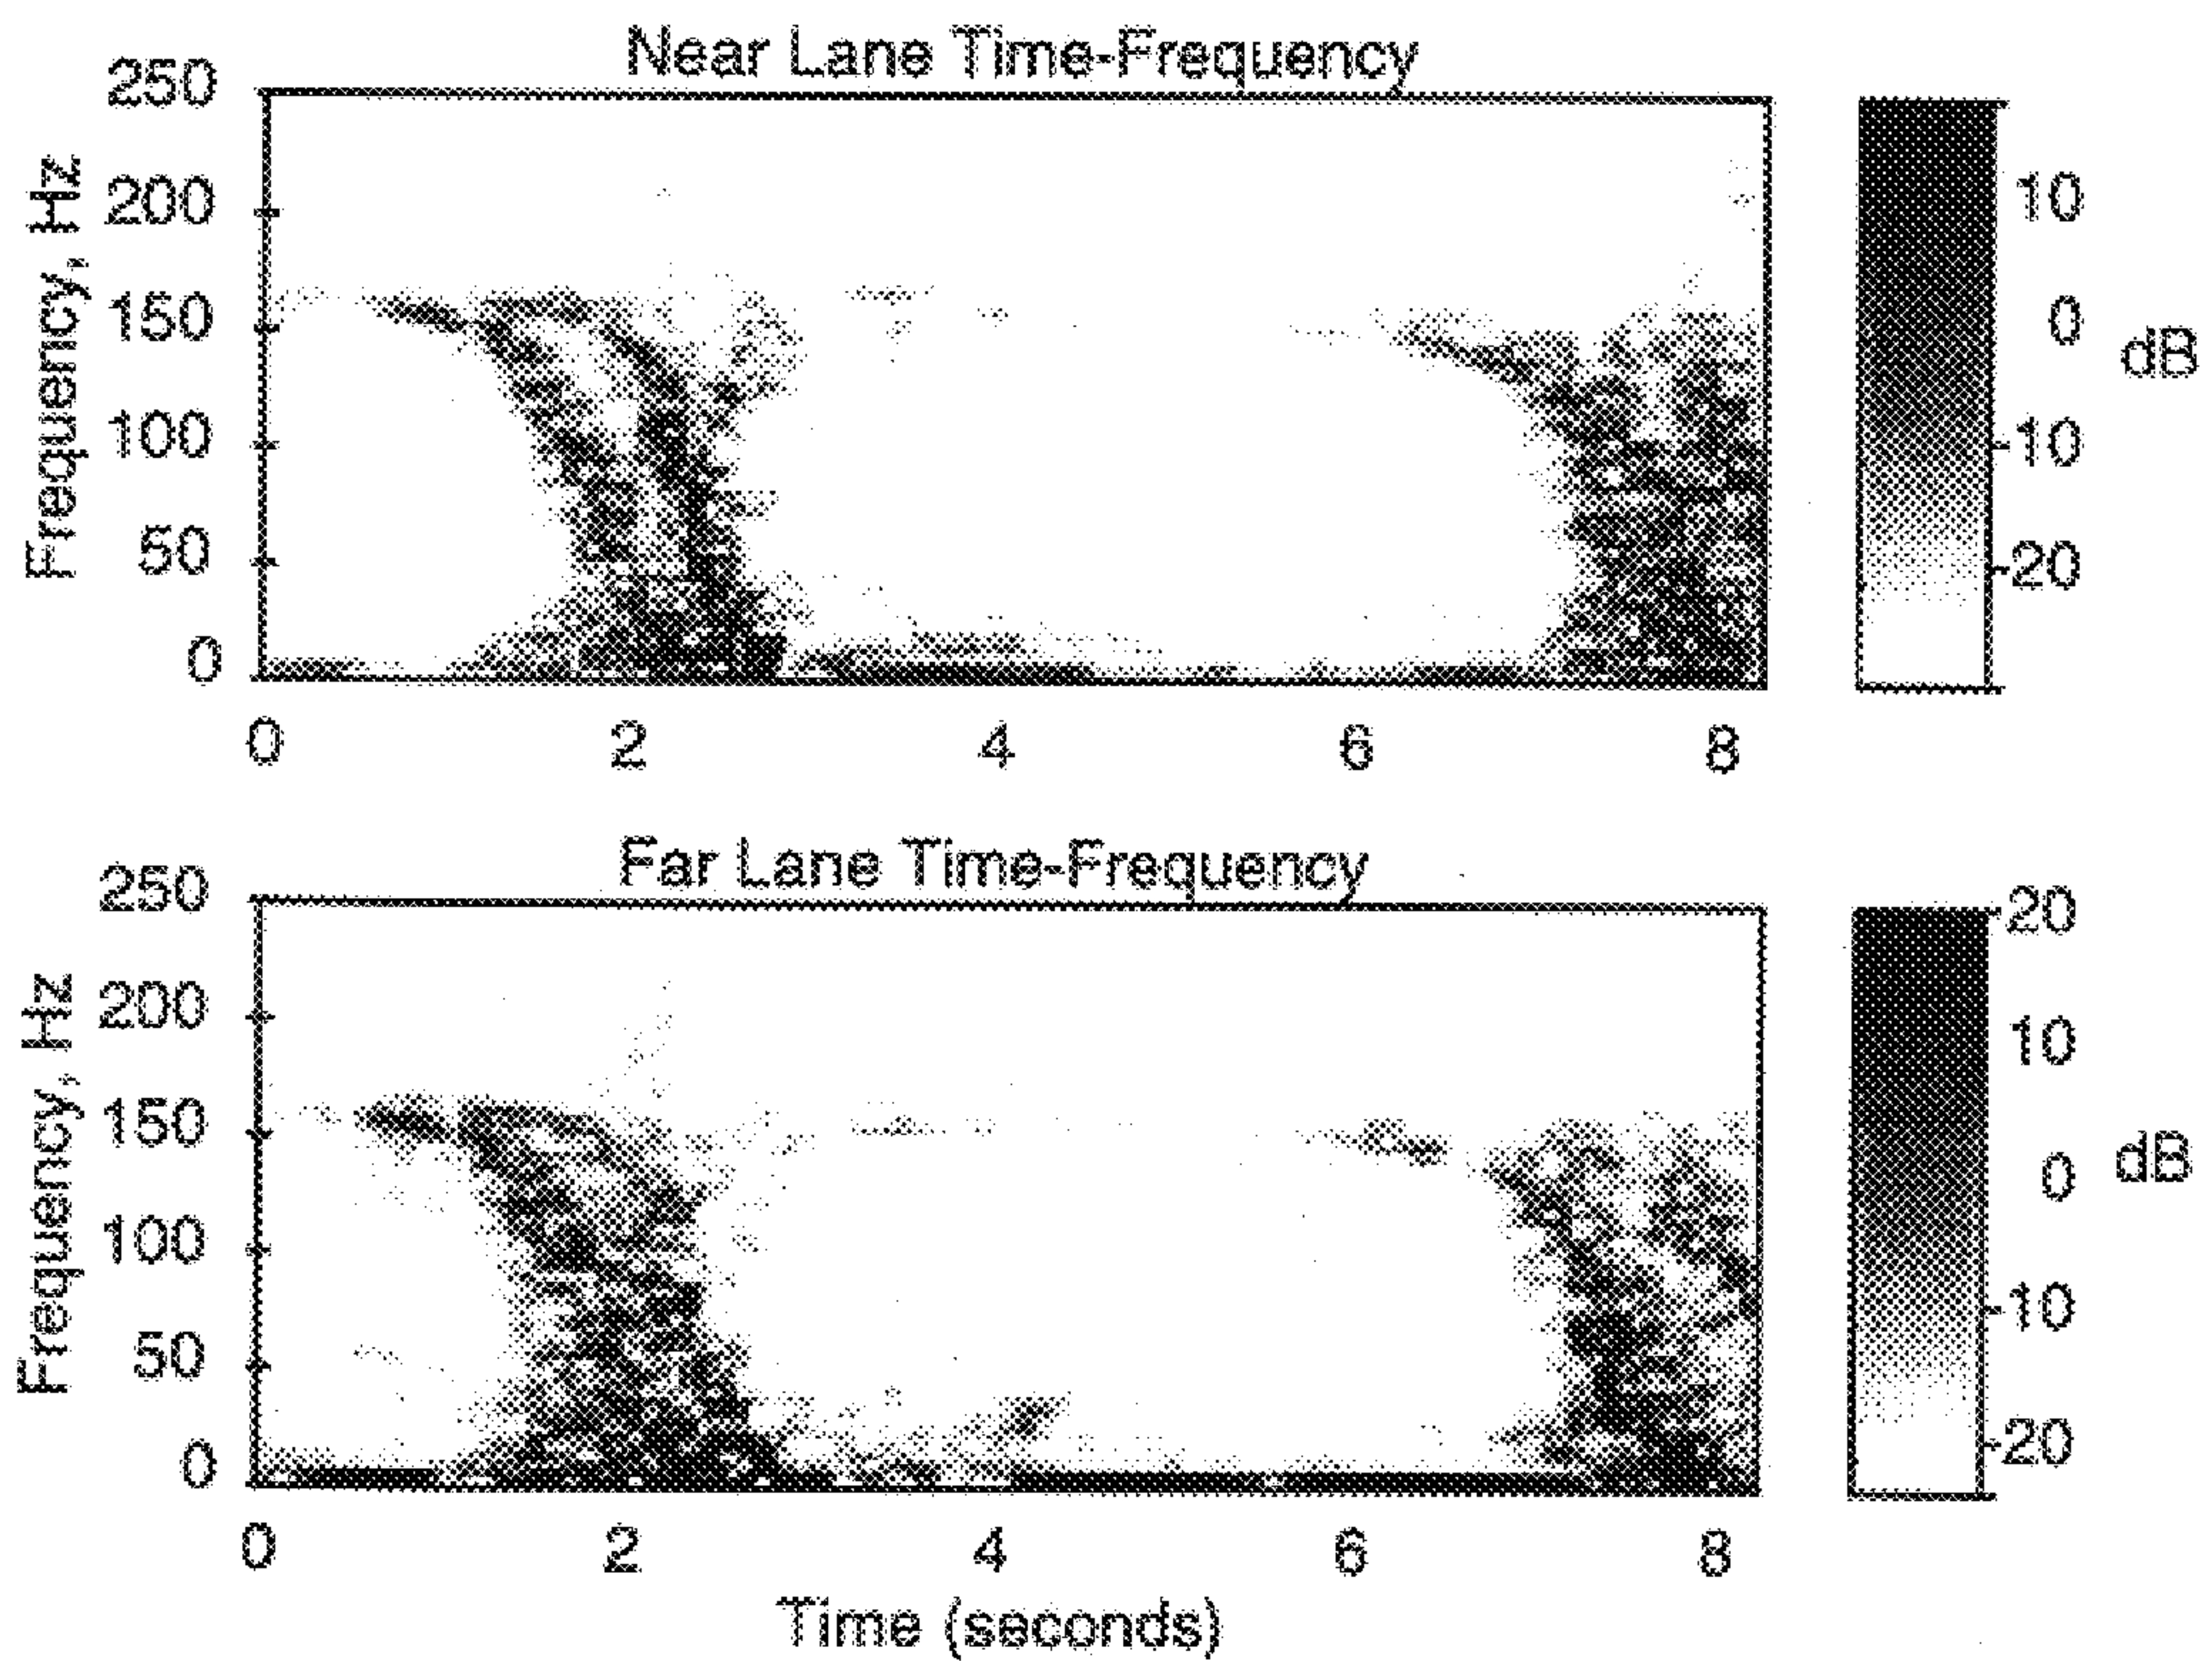 Near Lane Time-Frequency
Frequency, Hz
250
200
150
100
50
0
0 2 4 6 8
10
0
-10
-20
dB
Far Lane Time-Frequency
Frequency, Hz
250
200
150
100
50
0
0 2 4 6 8
Time (seconds)
20
10
0
-10
-20
dB